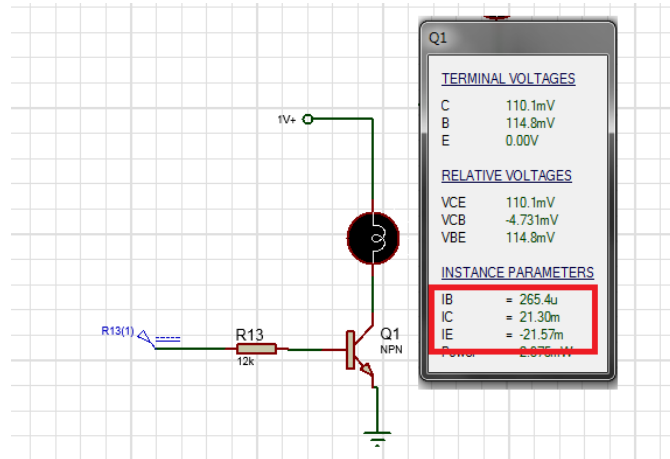 Q1
TERMINAL VOLTAGES
C 110.1mV
B 114.8mV
E 0.00V
RELATIVE VOLTAGES
VCE 110.1mV
VCB -4.731mV
VBE 114.8mV
INSTANCE PARAMETERS
IB = 265.4u
IC = 21.30m
IE = -21.57m
1V+
R13(1)
R13
12k
Q1
NPN